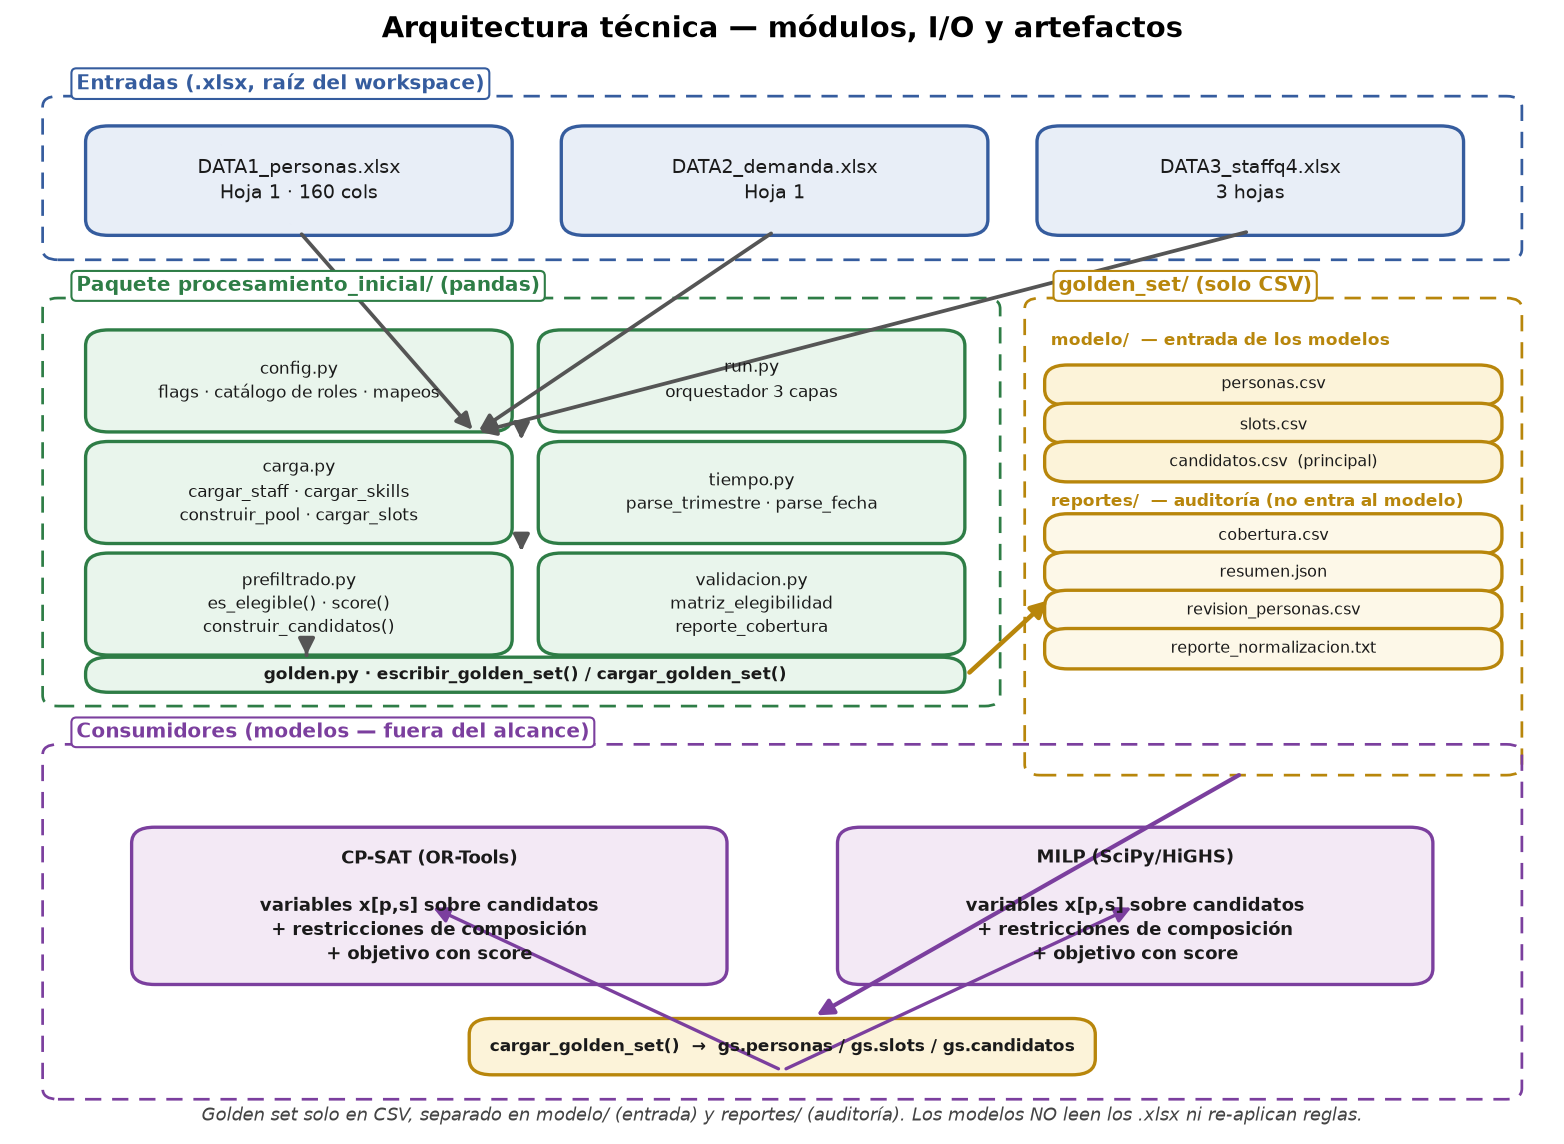 Arquitectura técnica — módulos, I/O y artefactos
Entradas (.xlsx, raíz del workspace)
DATA1_personas.xlsx
Hoja 1 · 160 cols
DATA2_demanda.xlsx
Hoja 1
DATA3_staffq4.xlsx
3 hojas
Paquete procesamiento_inicial/ (pandas)
config.py
flags · catálogo de roles · mapeos
run.py
orquestador 3 capas
carga.py
cargar_staff · cargar_skills
construir_pool · cargar_slots
tiempo.py
parse_trimestre · parse_fecha
prefiltrado.py
es_elegible() · score()
construir_candidatos()
validacion.py
matriz_elegibilidad
reporte_cobertura
golden.py · escribir_golden_set() / cargar_golden_set()
golden_set/ (solo CSV)
modelo/ — entrada de los modelos
personas.csv
slots.csv
candidatos.csv (principal)
reportes/ — auditoría (no entra al modelo)
cobertura.csv
resumen.json
revision_personas.csv
reporte_normalizacion.txt
Consumidores (modelos — fuera del alcance)
CP-SAT (OR-Tools)
variables x[p,s] sobre candidatos
+ restricciones de composición
+ objetivo con score
MILP (SciPy/HiGHS)
variables x[p,s] sobre candidatos
+ restricciones de composición
+ objetivo con score
cargar_golden_set() → gs.personas / gs.slots / gs.candidatos
Golden set solo en CSV, separado en modelo/ (entrada) y reportes/ (auditoría). Los modelos NO leen los .xlsx ni re-aplican reglas.